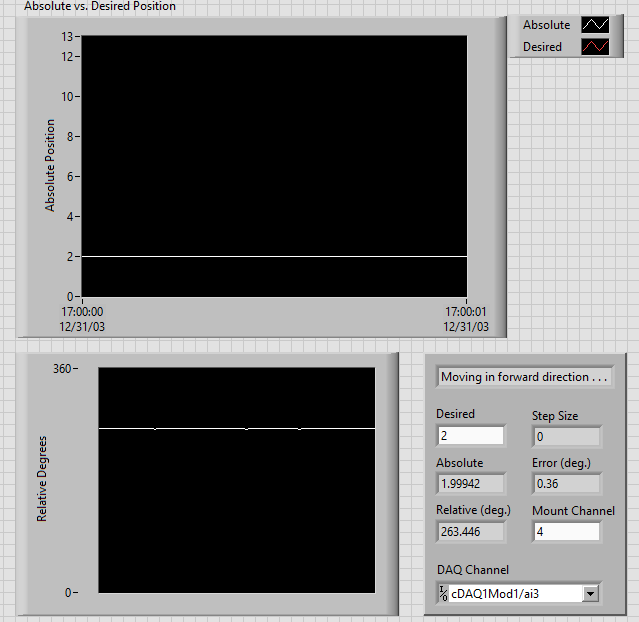 Absolute vs. Desired Position
Absolute
Desired
13
12
10
8
6
4
2
0
Absolute Position
17:00:00
12/31/03
17:00:01
12/31/03
360
0
Relative Degrees
Moving in forward direction . . .
Desired
2
Step Size
0
Absolute
1.99942
Error (deg.)
0.36
Relative (deg.)
263.446
Mount Channel
4
DAQ Channel
I/O cDAQ1Mod1/ai3